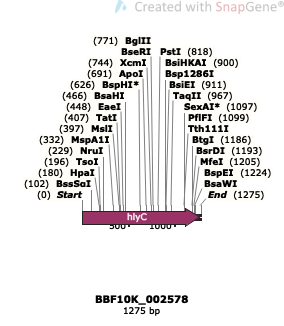 Created with SnapGene®
(771) BglII
BseRI PstI (818)
(744) XcmI BsiHKAI (900)
(691) ApoI Bsp1286I
(626) BspHI* BsiEI (911)
(466) BsaHI TaqII (967)
(448) EaeI SexAI* (1097)
(407) TatI PflFI (1099)
(397) MslI Tth111I
(332) MspA1I BtgI (1186)
(229) NruI BsrDI (1193)
(196) TsoI MfeI (1205)
(180) HpaI BspEI (1224)
(102) BssSαI BsaWI
(0) Start End (1275)
hlyC
500 1000
BBF10K_002578
1275 bp